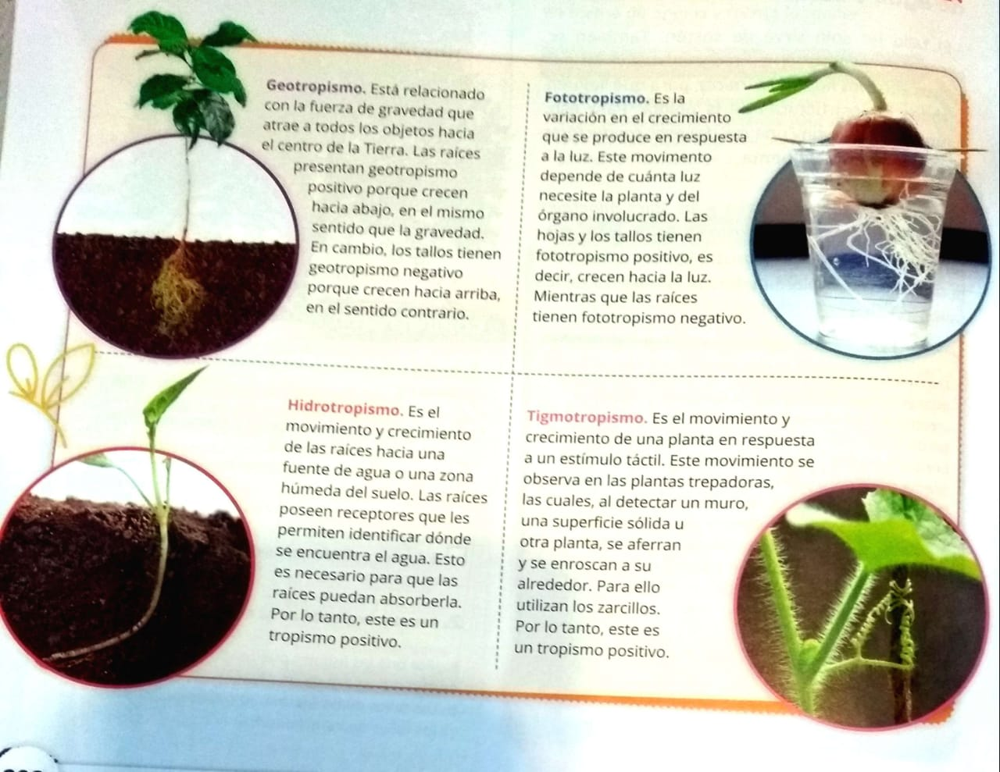 Geotropismo. Está relacionado
con la fuerza de gravedad que
atrae a todos los objetos hacia
el centro de la Tierra. Las raíces
presentan geotropismo
positivo porque crecen
hacia abajo, en el mismo
sentido que la gravedad.
En cambio, los tallos tienen
geotropismo negativo
porque crecen hacia arriba,
en el sentido contrario.
Fototropismo. Es la
variación en el crecimiento
que se produce en respuesta
a la luz. Este movimento
depende de cuánta luz
necesite la planta y del
órgano involucrado. Las
hojas y los tallos tienen
fototropismo positivo, es
decir, crecen hacia la luz.
Mientras que las raíces
tienen fototropismo negativo.
Hidrotropismo. Es el
movimiento y crecimiento
de las raíces hacia una
fuente de agua o una zona
húmeda del suelo. Las raíces
poseen receptores que les
permiten identificar dónde
se encuentra el agua. Esto
es necesario para que las
raíces puedan absorberla.
Por lo tanto, este es un
tropismo positivo.
Tigmotropismo. Es el movimiento y
crecimiento de una planta en respuesta
a un estímulo táctil. Este movimiento se
observa en las plantas trepadoras,
las cuales, al detectar un muro,
una superficie sólida u
otra planta, se aferran
y se enroscan a su
alrededor. Para ello
utilizan los zarcillos.
Por lo tanto, este es
un tropismo positivo.